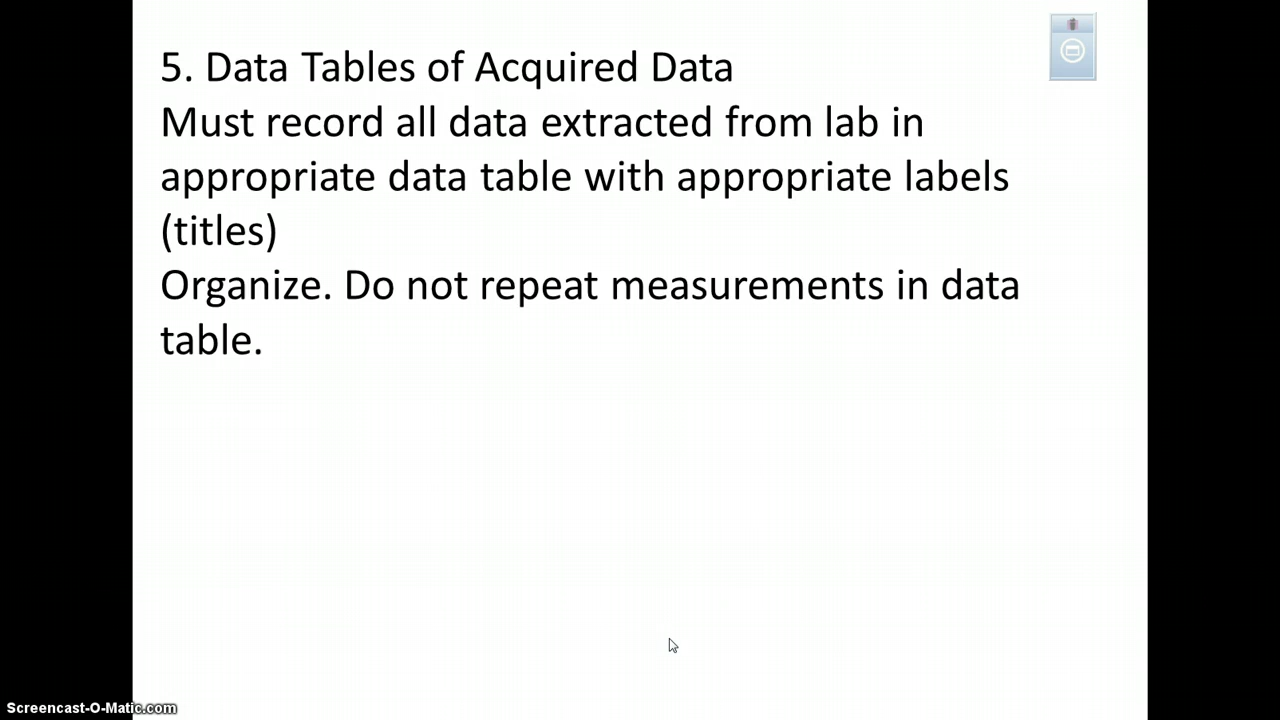 5. Data Tables of Acquired Data
Must record all data extracted from lab in
appropriate data table with appropriate labels
(titles)
Organize. Do not repeat measurements in data
table.
Screencast-O-Matic.com